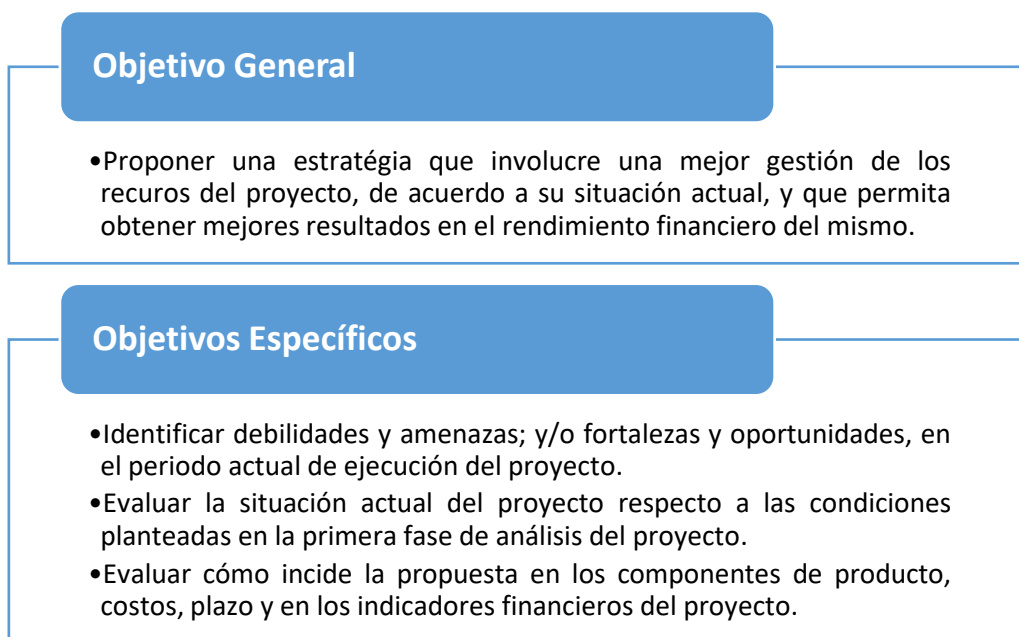 Objetivo General
•Proponer una estratégia que involucre una mejor gestión de los
recuros del proyecto, de acuerdo a su situación actual, y que permita
obtener mejores resultados en el rendimiento financiero del mismo.
Objetivos Específicos
•Identificar debilidades y amenazas; y/o fortalezas y oportunidades, en
el periodo actual de ejecución del proyecto.
•Evaluar la situación actual del proyecto respecto a las condiciones
planteadas en la primera fase de análisis del proyecto.
•Evaluar cómo incide la propuesta en los componentes de producto,
costos, plazo y en los indicadores financieros del proyecto.